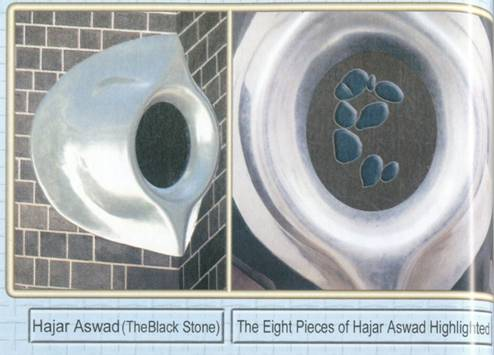 Hajar Aswad (TheBlack Stone)
The Eight Pieces of Hajar Aswad Highlighted